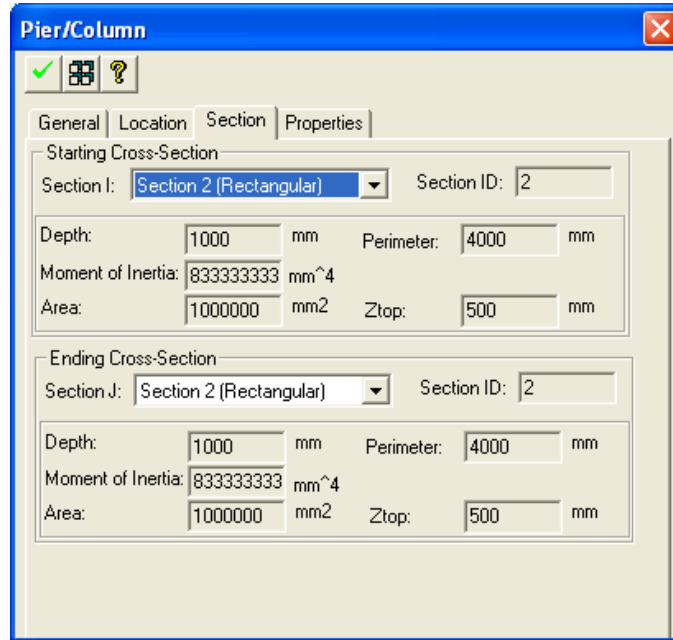 Pier/Column
General Location Section Properties
Starting Cross-Section
Section I: Section 2 (Rectangular) Section ID: 2
Depth: 1000 mm Perimeter: 4000 mm
Moment of Inertia: 833333333 mm^4
Area: 1000000 mm2 Ztop: 500 mm
Ending Cross-Section
Section J: Section 2 (Rectangular) Section ID: 2
Depth: 1000 mm Perimeter: 4000 mm
Moment of Inertia: 833333333 mm^4
Area: 1000000 mm2 Ztop: 500 mm